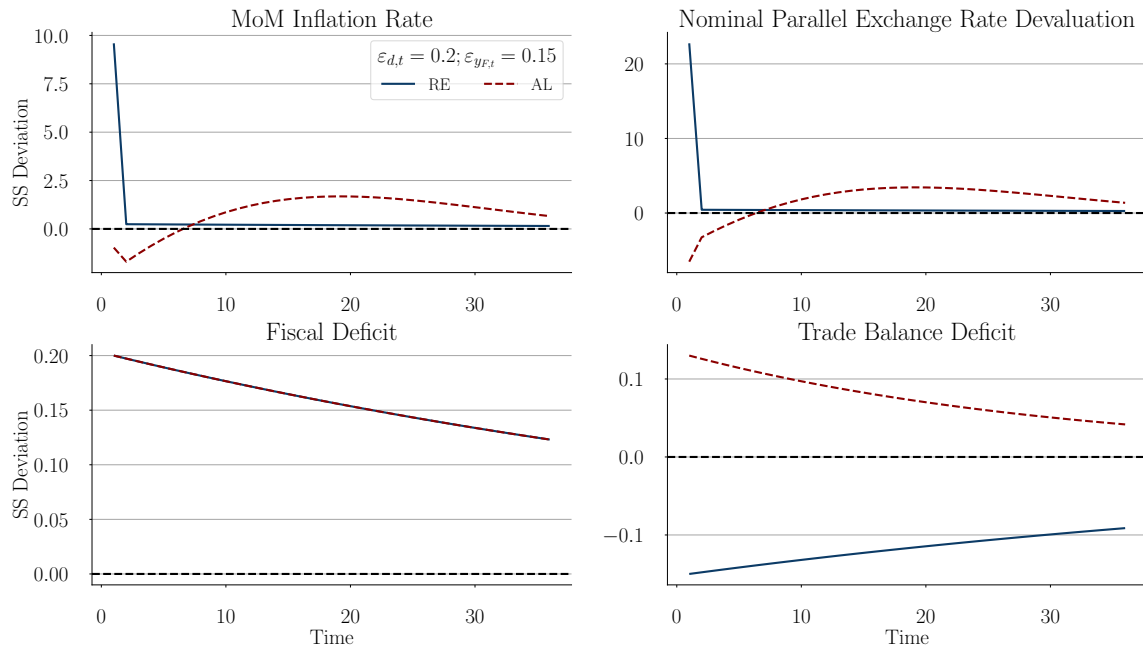 MoM Inflation Rate
SS Deviation
10.0
7.5
5.0
2.5
0.0
0
10
20
30
ε_{d,t} = 0.2; ε_{y_{F,t}} = 0.15
RE
AL
Nominal Parallel Exchange Rate Devaluation
20
10
0
0
10
20
30
Fiscal Deficit
SS Deviation
0.20
0.15
0.10
0.05
0.00
0
10
20
30
Time
Trade Balance Deficit
0.1
0.0
−0.1
0
10
20
30
Time